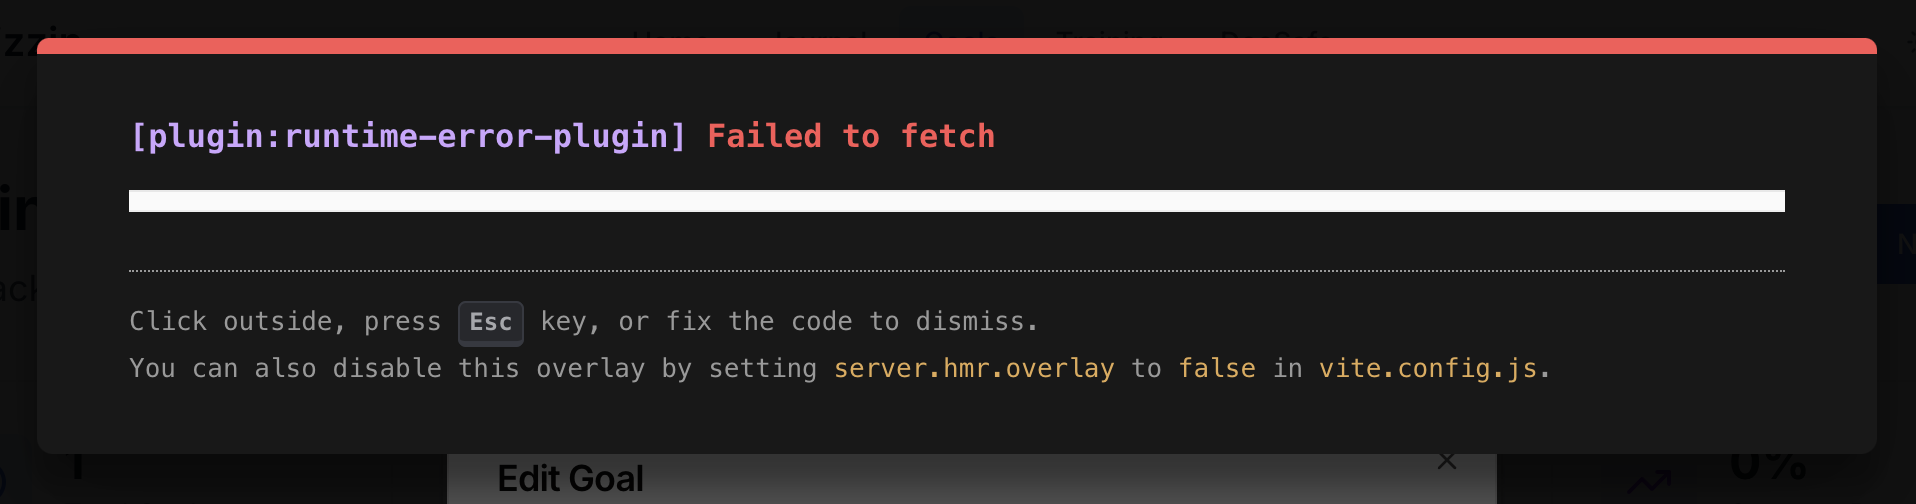 [plugin:runtime-error-plugin] Failed to fetch
Click outside, press Esc key, or fix the code to dismiss.
You can also disable this overlay by setting server.hmr.overlay to false in vite.config.js.
Edit Goal
0%